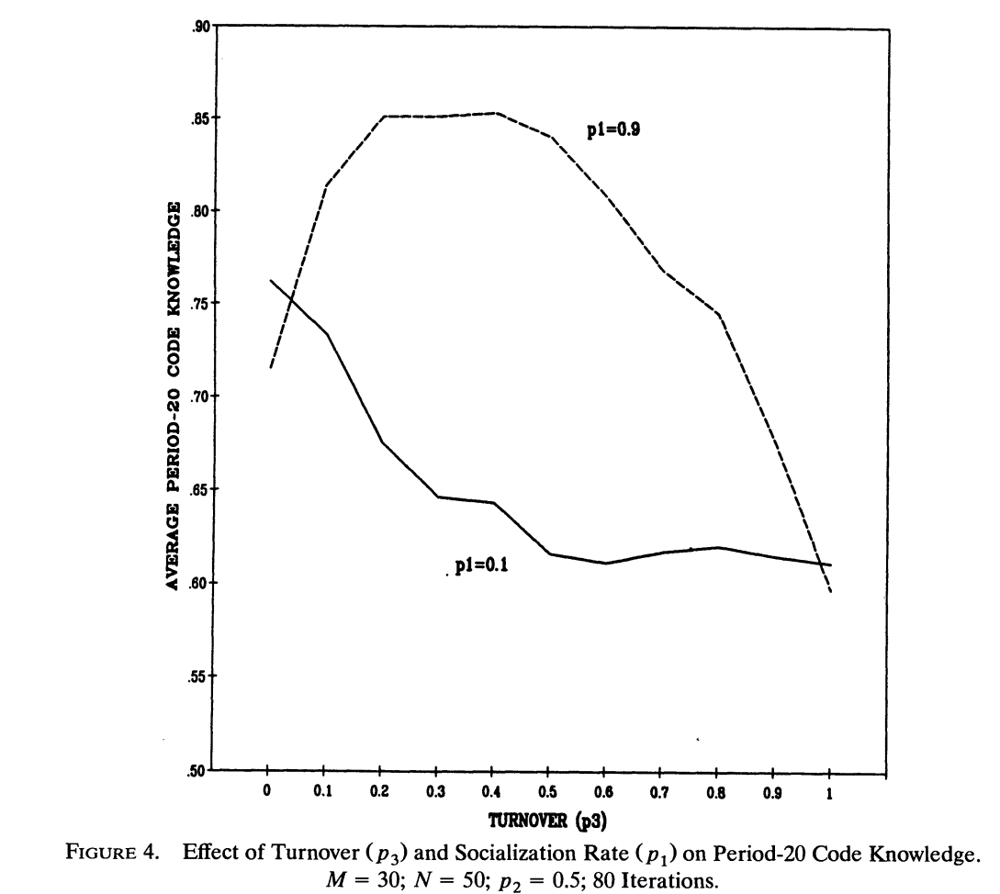 .90
.85
p1=0.9
.80
AVERAGE PERIOD-20 CODE KNOWLEDGE
.75
.70
.65
p1=0.1
.60
.55
.50
0 0.1 0.2 0.3 0.4 0.5 0.6 0.7 0.8 0.9 1
TURNOVER (p3)
FIGURE 4. Effect of Turnover (p3) and Socialization Rate (p1) on Period-20 Code Knowledge.
M = 30; N = 50; p2 = 0.5; 80 Iterations.